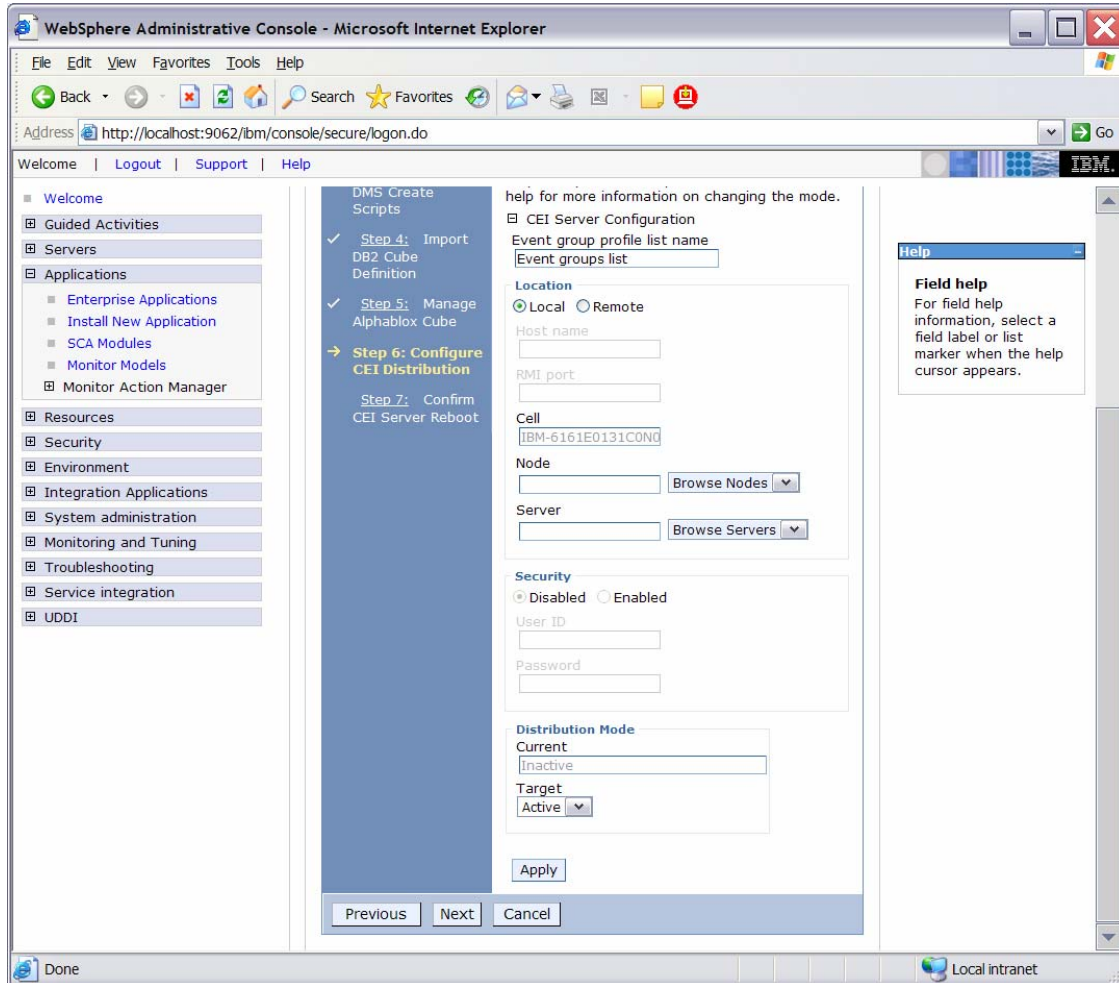 WebSphere Administrative Console - Microsoft Internet Explorer
File Edit View Favorites Tools Help
Back Search Favorites
Address http://localhost:9062/ibm/console/secure/logon.do Go
Welcome | Logout | Support | Help IBM.
Welcome
Guided Activities
Servers
Applications
Enterprise Applications
Install New Application
SCA Modules
Monitor Models
Monitor Action Manager
Resources
Security
Environment
Integration Applications
System administration
Monitoring and Tuning
Troubleshooting
Service integration
UDDI
DMS Create
Scripts
Step 4: Import
DB2 Cube
Definition
Step 5: Manage
Alphablox Cube
Step 6: Configure
CEI Distribution
Step 7: Confirm
CEI Server Reboot
help for more information on changing the mode.
CEI Server Configuration
Event group profile list name
Event groups list
Location
Local Remote
Host name
RMI port
Cell
IBM-6161E0131C0N0
Node
Browse Nodes
Server
Browse Servers
Security
Disabled Enabled
User ID
Password
Distribution Mode
Current
Inactive
Target
Active
Apply
Previous Next Cancel
Help
Field help
For field help
information, select a
field label or list
marker when the help
cursor appears.
Done Local intranet